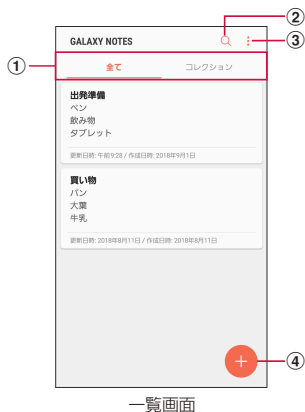 ②
GALAXY NOTES
③
①
全て コレクション
出発準備
ペン
飲み物
タブレット
更新日時: 午前9:28 / 作成日時: 2018年9月1日
買い物
パン
大葉
牛乳
更新日時: 2018年8月11日 / 作成日時: 2018年8月11日
④
一覧画面